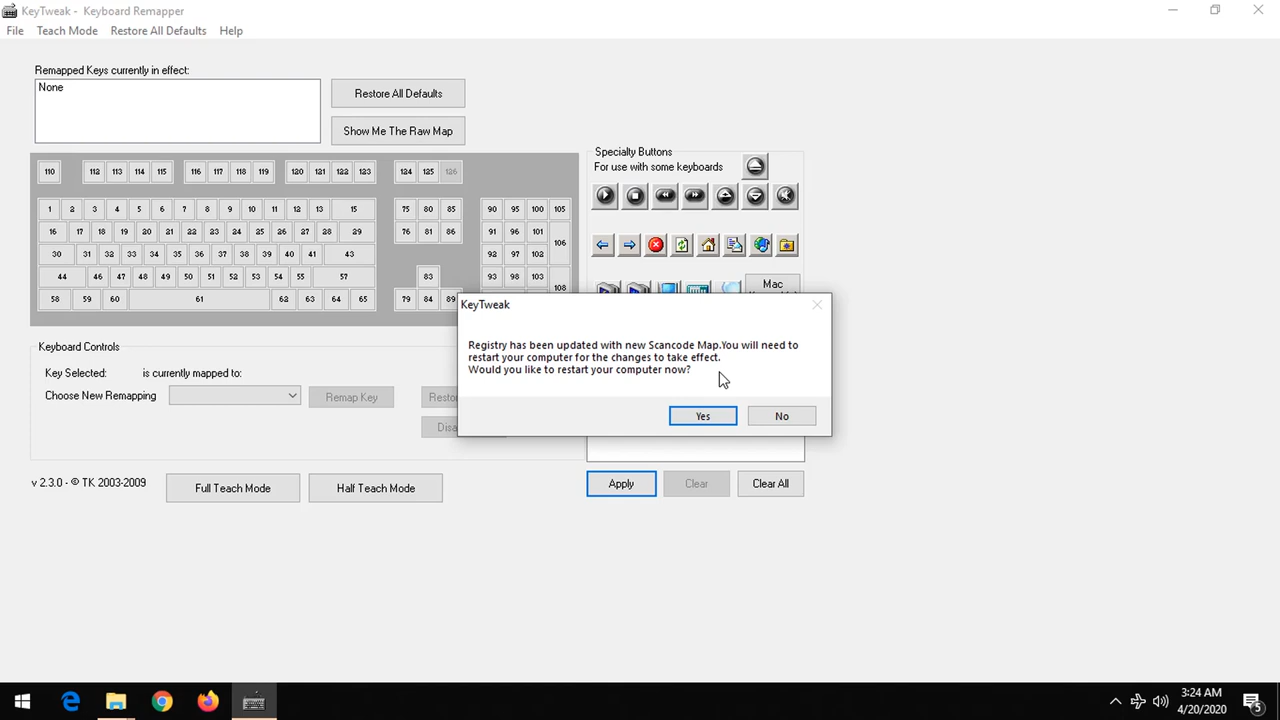 KeyTweak -  Keyboard Remapper
File Teach Mode Restore All Defaults Help
Remapped Keys currently in effect:
None
Restore All Defaults
Show Me The Raw Map
Specialty Buttons
For use with some keyboards
110 112 113 114 115 116 117 118 119 120 121 122 123 124 125 126
1 2 3 4 5 6 7 8 9 10 11 12 13 15 75 80 85 90 95 100 105
16 17 18 19 20 21 22 23 24 25 26 27 28 29 76 81 86 91 96 101 106
30 31 32 33 34 35 36 37 38 39 40 41 43 92 97 102
44 46 47 48 49 50 51 52 53 54 55 57 83 93 98 103 108
58 59 60 61 62 63 64 65 79 84 89
Mac
KeyTweak
Registry has been updated with new Scancode Map.You will need to
restart your computer for the changes to take effect.
Would you like to restart your computer now?
Yes No
Keyboard Controls
Key Selected: is currently mapped to:
Choose New Remapping Remap Key Restor
Disa
v 2.3.0 - © TK 2003-2009
Full Teach Mode Half Teach Mode
Apply Clear Clear All
3:24 AM
4/20/2020
5